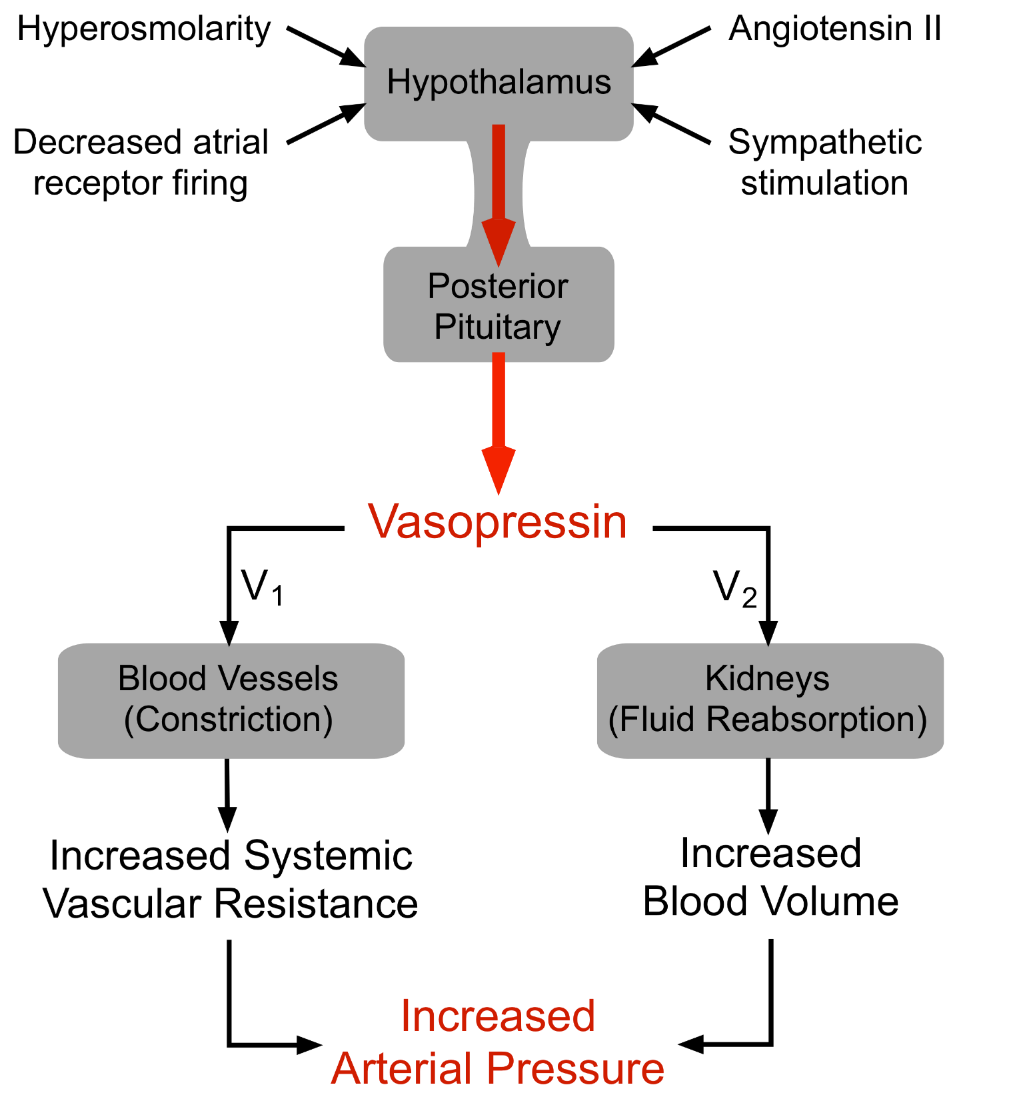 Hyperosmolarity
Angiotensin II
Hypothalamus
Decreased atrial
receptor firing
Sympathetic
stimulation
Posterior
Pituitary
Vasopressin
V₁
V₂
Blood Vessels
(Constriction)
Kidneys
(Fluid Reabsorption)
Increased Systemic
Vascular Resistance
Increased
Blood Volume
Increased
Arterial Pressure